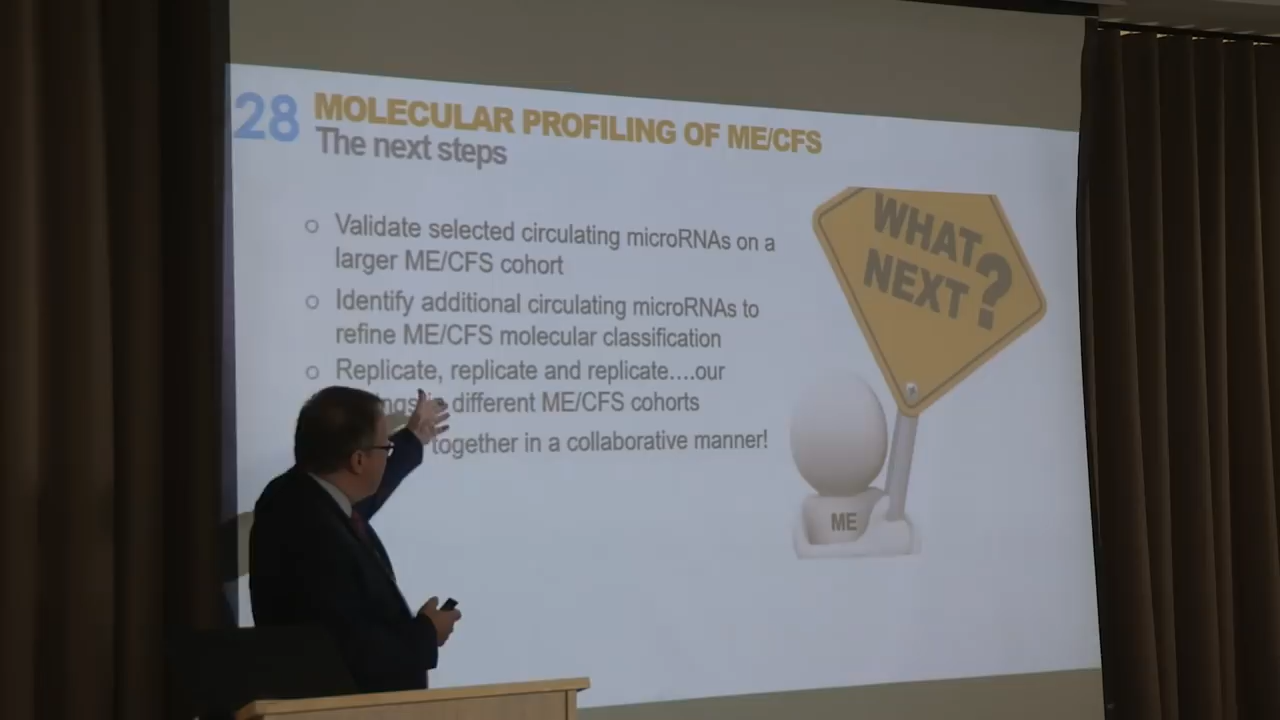 28
MOLECULAR PROFILING OF ME/CFS
The next steps
Validate selected circulating microRNAs on a
larger ME/CFS cohort
Identify additional circulating microRNAs to
refine ME/CFS molecular classification
Replicate, replicate and replicate....our
different ME/CFS cohorts
together in a collaborative manner!
WHAT
NEXT?
ME